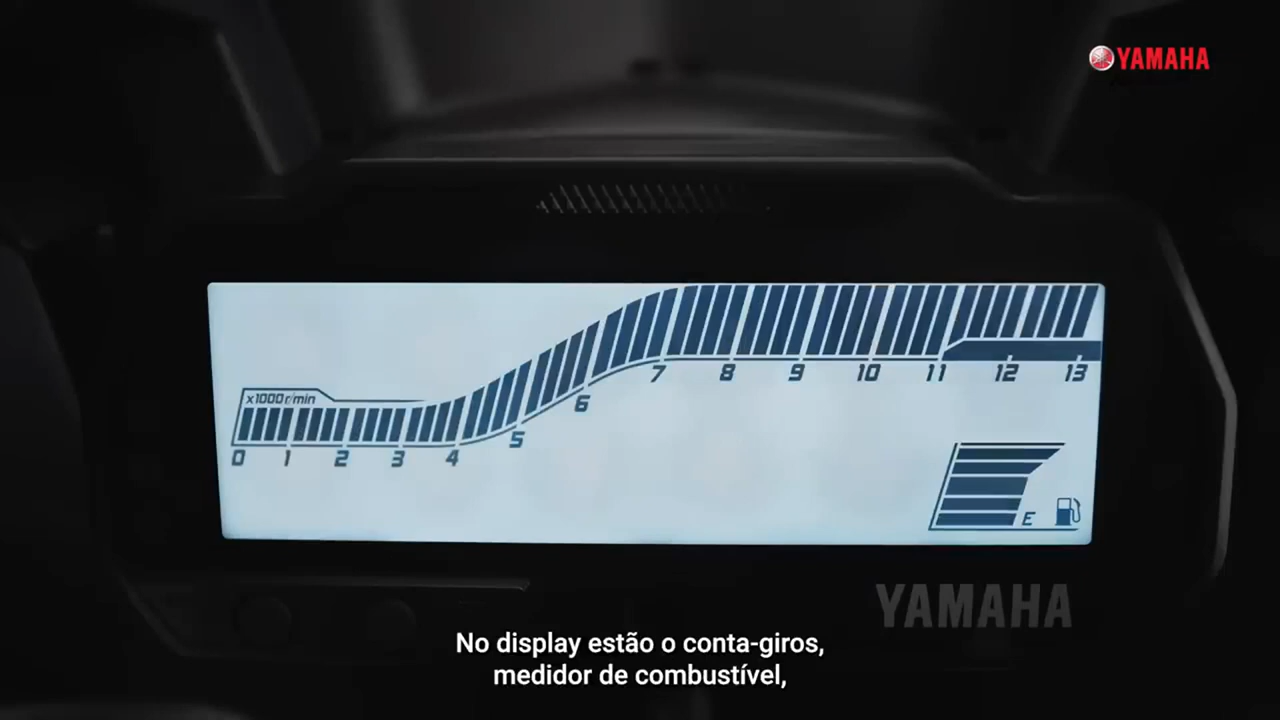 YAMAHA
x1000 r/min
0 1 2 3 4 5 6 7 8 9 10 11 12 13
E
YAMAHA
No display estão o conta-giros,
medidor de combustível,